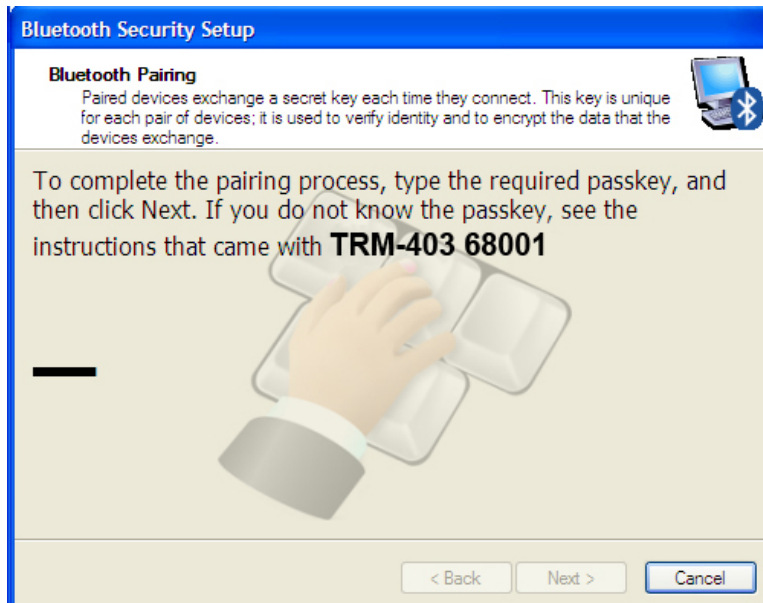 Bluetooth Security Setup
Bluetooth Pairing
Paired devices exchange a secret key each time they connect. This key is unique
for each pair of devices; it is used to verify identity and to encrypt the data that the
devices exchange.
To complete the pairing process, type the required passkey, and
then click Next. If you do not know the passkey, see the
instructions that came with TRM-403 68001
< Back Next > Cancel